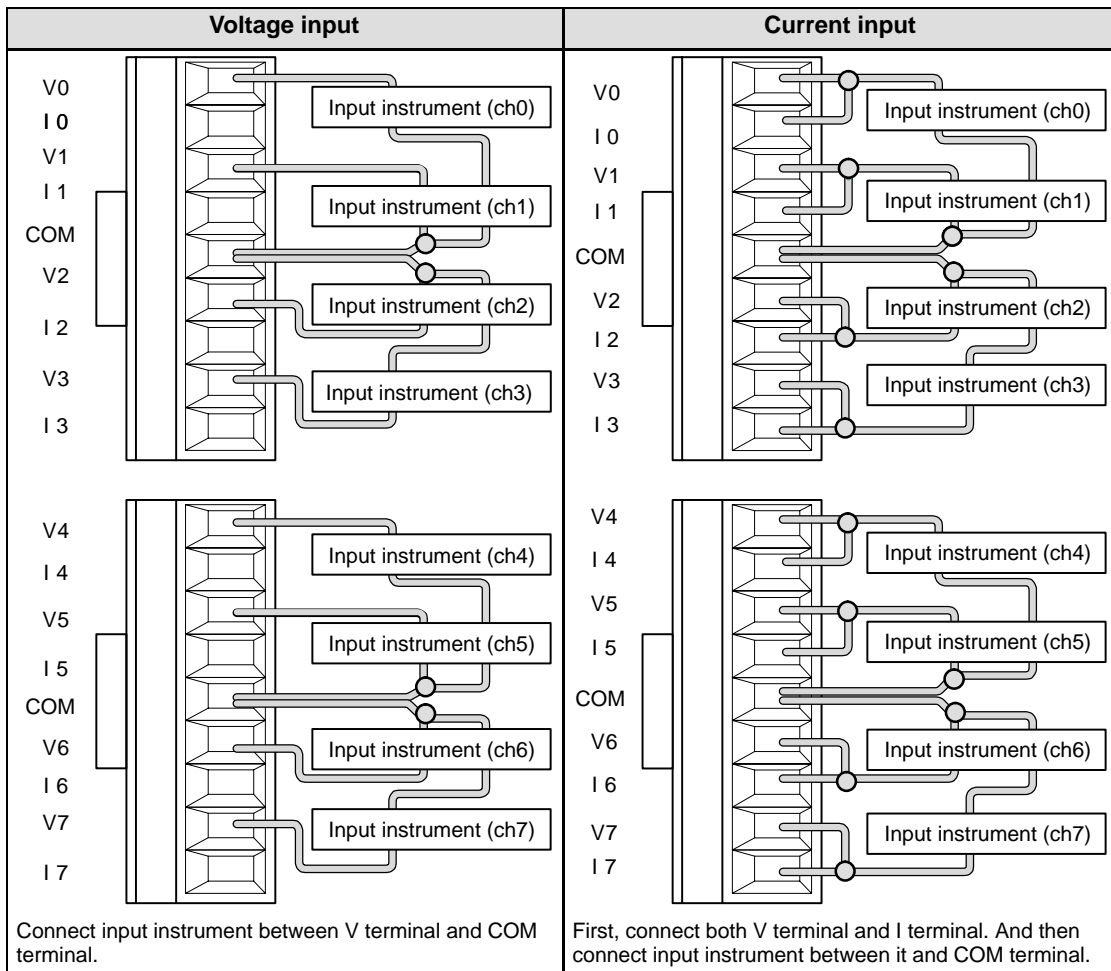 Voltage input
Current input
V0
I 0
V1
I 1
COM
V2
I 2
V3
I 3
Input instrument (ch0)
Input instrument (ch1)
Input instrument (ch2)
Input instrument (ch3)
V0
I 0
V1
I 1
COM
V2
I 2
V3
I 3
Input instrument (ch0)
Input instrument (ch1)
Input instrument (ch2)
Input instrument (ch3)
V4
I 4
V5
I 5
COM
V6
I 6
V7
I 7
Input instrument (ch4)
Input instrument (ch5)
Input instrument (ch6)
Input instrument (ch7)
V4
I 4
V5
I 5
COM
V6
I 6
V7
I 7
Input instrument (ch4)
Input instrument (ch5)
Input instrument (ch6)
Input instrument (ch7)
Connect input instrument between V terminal and COM
terminal.
First, connect both V terminal and I terminal. And then
connect input instrument between it and COM terminal.